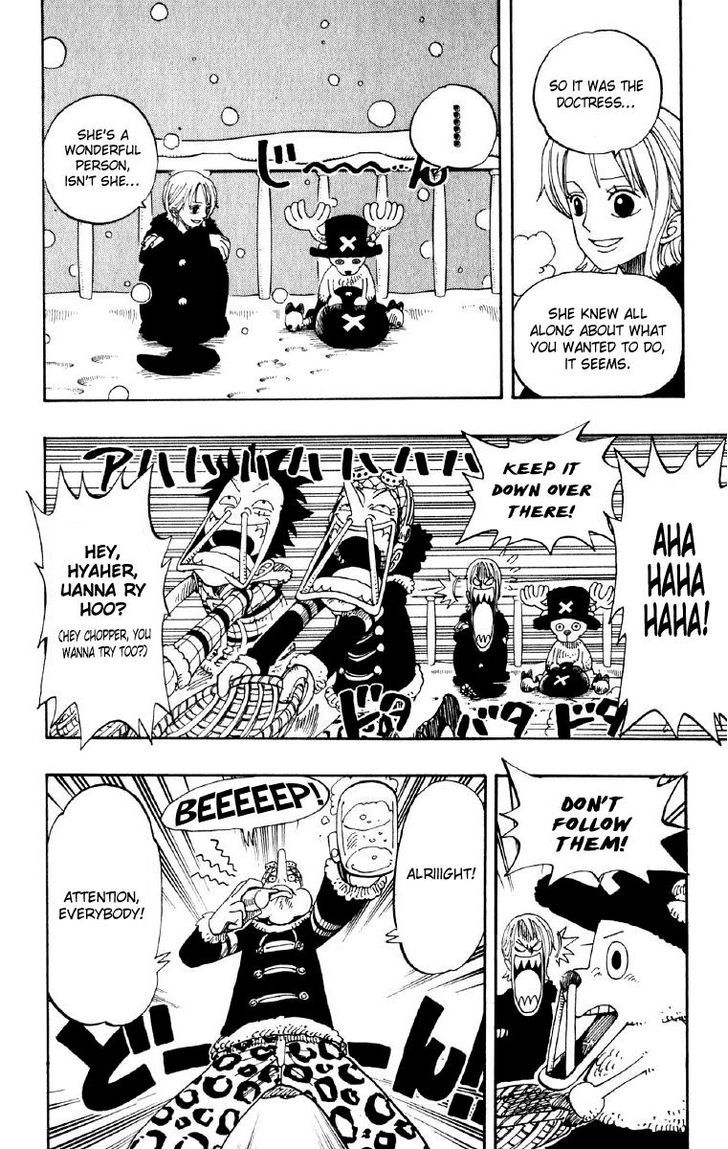 SO IT WAS THE
DOCTRESS...
SHE KNEW ALL
ALONG ABOUT WHAT
YOU WANTED TO DO,
IT SEEMS.
じ〜〜〜ん
SHE'S A
WONDERFUL
PERSON,
ISN'T SHE...
AHA
HAHA
HAHA!
KEEP IT
DOWN OVER
THERE!
アハハハハハハハハ
HEY,
HYAHER,
UANNA RY
HOO?
(HEY CHOPPER, YOU
WANNA TRY TOO?)
ドタ
バタ
ドタ
DON'T
FOLLOW
THEM!
BEEEEEP!
ALRIIIGHT!
ATTENTION,
EVERYBODY!
どーーん!!